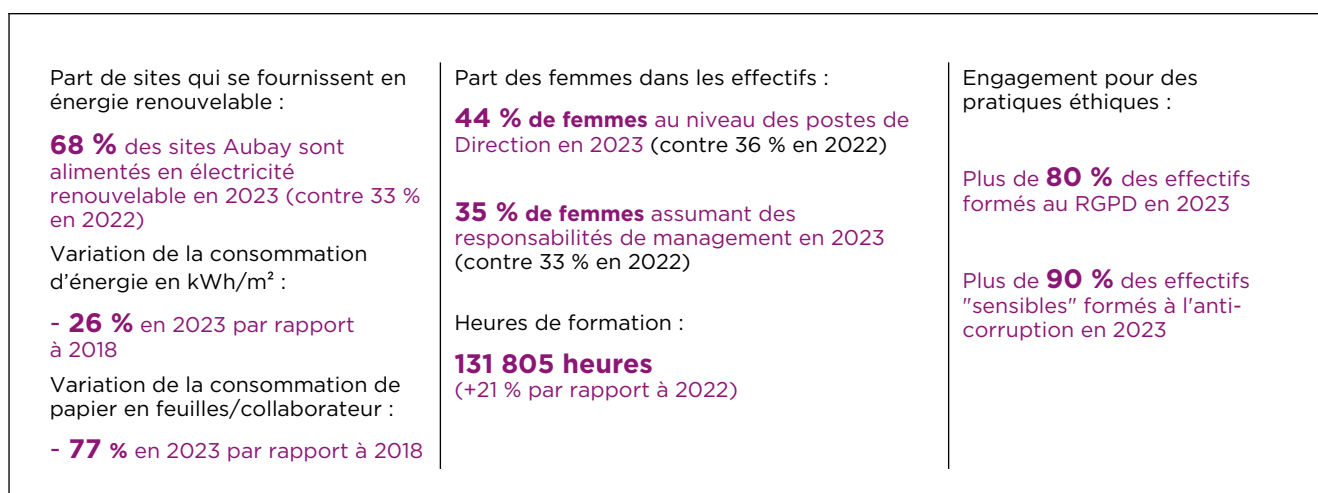 Part de sites qui se fournissent en
énergie renouvelable :
68 % des sites Aubay sont
alimentés en électricité
renouvelable en 2023 (contre 33 %
en 2022)
Variation de la consommation
d'énergie en kWh/m² :
- 26 % en 2023 par rapport
à 2018
Variation de la consommation de
papier en feuilles/collaborateur :
- 77 % en 2023 par rapport à 2018
Part des femmes dans les effectifs :
44 % de femmes au niveau des postes de
Direction en 2023 (contre 36 % en 2022)
35 % de femmes assumant des
responsabilités de management en 2023
(contre 33 % en 2022)
Heures de formation :
131 805 heures
(+21 % par rapport à 2022)
Engagement pour des
pratiques éthiques :
Plus de 80 % des effectifs
formés au RGPD en 2023
Plus de 90 % des effectifs
"sensibles" formés à l'anti-
corruption en 2023